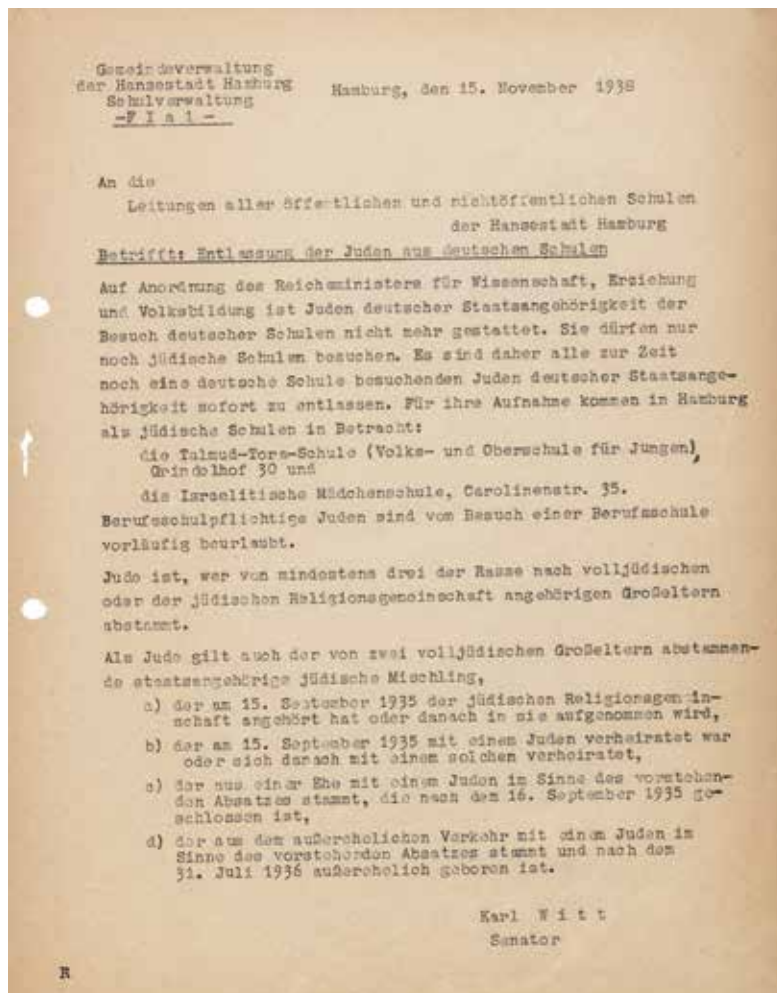 Gemeindeverwaltung
der Hansestadt Hamburg
Schulverwaltung
-F I a 1 -
Hamburg, den 15. November 1938
An die
Leitungen aller öffentlichen und nichtöffentlichen Schulen
der Hansestadt Hamburg
Betrifft: Entlassung der Juden aus deutschen Schulen
Auf Anordnung des Reichsministers für Wissenschaft, Erziehung
und Volksbildung ist Juden deutscher Staatsangehörigkeit der
Besuch deutscher Schulen nicht mehr gestattet. Sie dürfen nur
noch jüdische Schulen besuchen. Es sind daher alle zur Zeit
noch eine deutsche Schule besuchenden Juden deutscher Staatsange-
hörigkeit sofort zu entlassen. Für ihre Aufnahme kommen in Hamburg
als jüdische Schulen in Betracht:
die Talmud-Tora-Schule (Volks- und Oberschule für Jungen),
Grindelhof 30 und
die Israelitische Mädchenschule, Carolinenstr. 35.
Berufsschulpflichtige Juden sind vom Besuch einer Berufsschule
vorläufig beurlaubt.
Jude ist, wer von mindestens drei der Rasse nach volljüdischen
oder der jüdischen Religionsgemeinschaft angehörigen Großeltern
abstammt.
Als Jude gilt auch der von zwei volljüdischen Großeltern abstammen-
de staatsangehörige jüdische Mischling,
a) der am 15. September 1935 der jüdischen Religionsgemein-
schaft angehört hat oder danach in sie aufgenommen wird,
b) der am 15. September 1935 mit einem Juden verheiratet war
oder sich danach mit einem solchen verheiratet,
c) der aus einer Ehe mit einem Juden im Sinne des vorstehen-
den Absatzes stammt, die nach dem 16. September 1935 ge-
schlossen ist,
d) der aus dem außerehelichen Verkehr mit einem Juden im
Sinne des vorstehenden Absatzes stammt und nach dem
31. Juli 1936 außerehelich geboren ist.
Karl W i t t
Senator
R